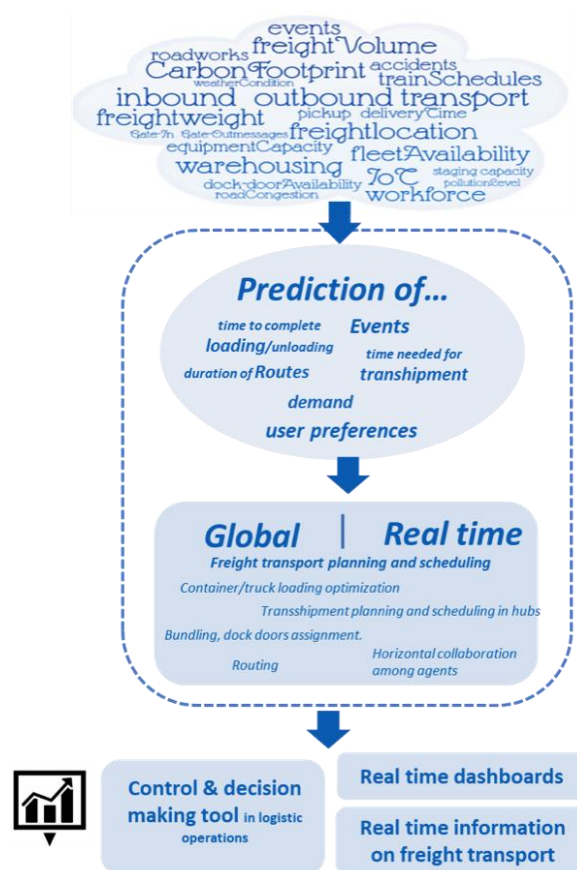 events
freightVolume
roadworks
CarbonFootprint accidents
weatherCondition trainSchedules
inbound outbound transport
freightweight pickup deliveryTime
Gate-In Gate-Outmessages freightlocation
equipmentCapacity fleetAvailability
warehousing IoT staging capacity
dock-doorAvailability pollutionlevel
roadCongestion workforce
Prediction of...
time to complete Events
loading/unloading time needed for
duration of Routes transhipment
demand
user preferences
Global | Real time
Freight transport planning and scheduling
Container/truck loading optimization
Transshipment planning and scheduling in hubs
Bundling, dock doors assignment.
Routing
Horizontal collaboration
among agents
Control & decision
making tool in logistic
operations
Real time dashboards
Real time information
on freight transport